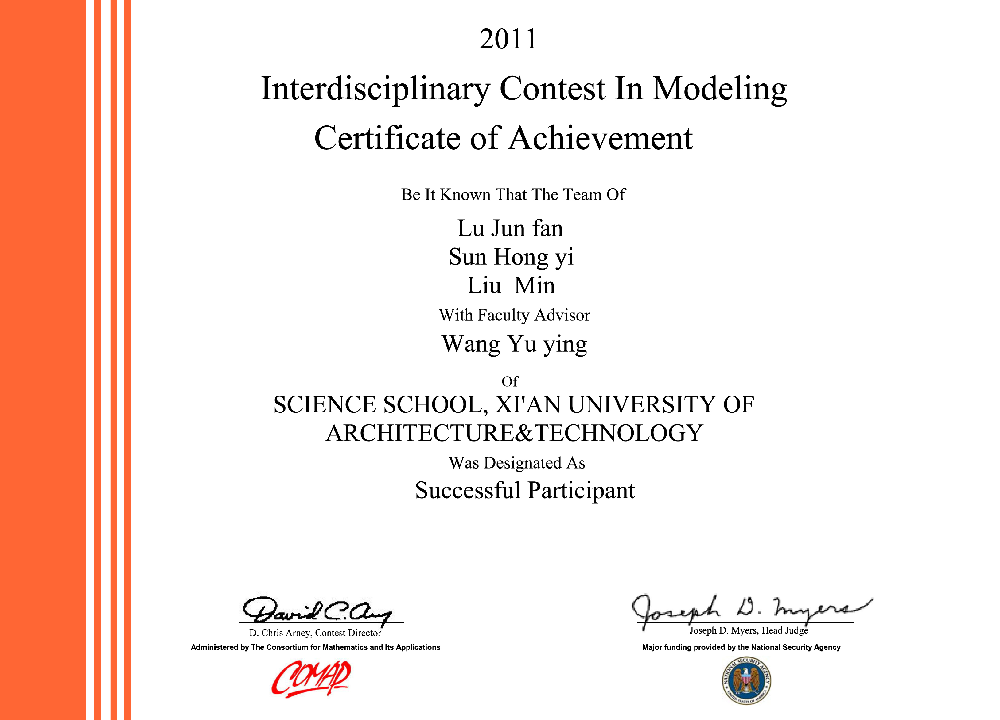 2011
Interdisciplinary Contest In Modeling
Certificate of Achievement
Be It Known That The Team Of
Lu Jun fan
Sun Hong yi
Liu  Min
With Faculty Advisor
Wang Yu ying
Of
SCIENCE SCHOOL, XI'AN UNIVERSITY OF
ARCHITECTURE&TECHNOLOGY
Was Designated As
Successful Participant
David C. Arney
D. Chris Arney, Contest Director
Administered by The Consortium for Mathematics and Its Applications
COMAP
Joseph D. Myers
Joseph D. Myers, Head Judge
Major funding provided by the National Security Agency
NATIONAL SECURITY AGENCY
UNITED STATES OF AMERICA